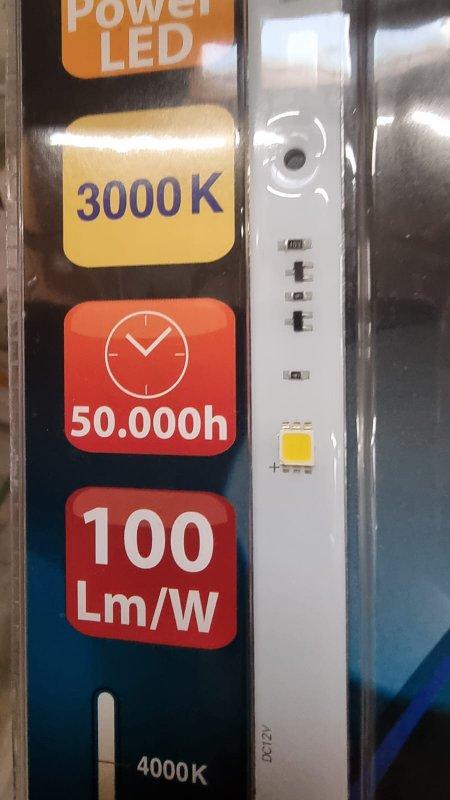 Power
LED
3000 K
50.000h
100
Lm/W
+
DC12V
4000K